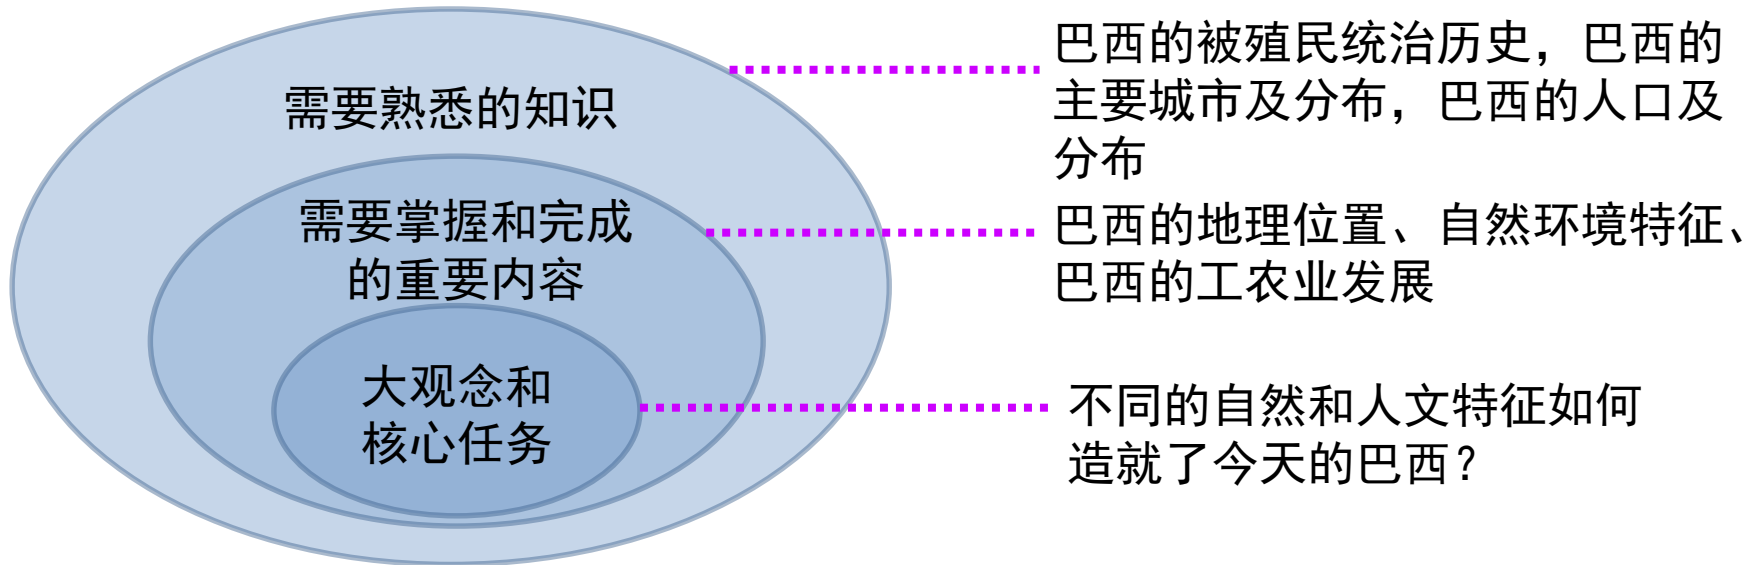 需要熟悉的知识
巴西的被殖民统治历史，巴西的
主要城市及分布，巴西的人口及
分布
需要掌握和完成
的重要内容
巴西的地理位置、自然环境特征、
巴西的工农业发展
大观念和
核心任务
不同的自然和人文特征如何
造就了今天的巴西？